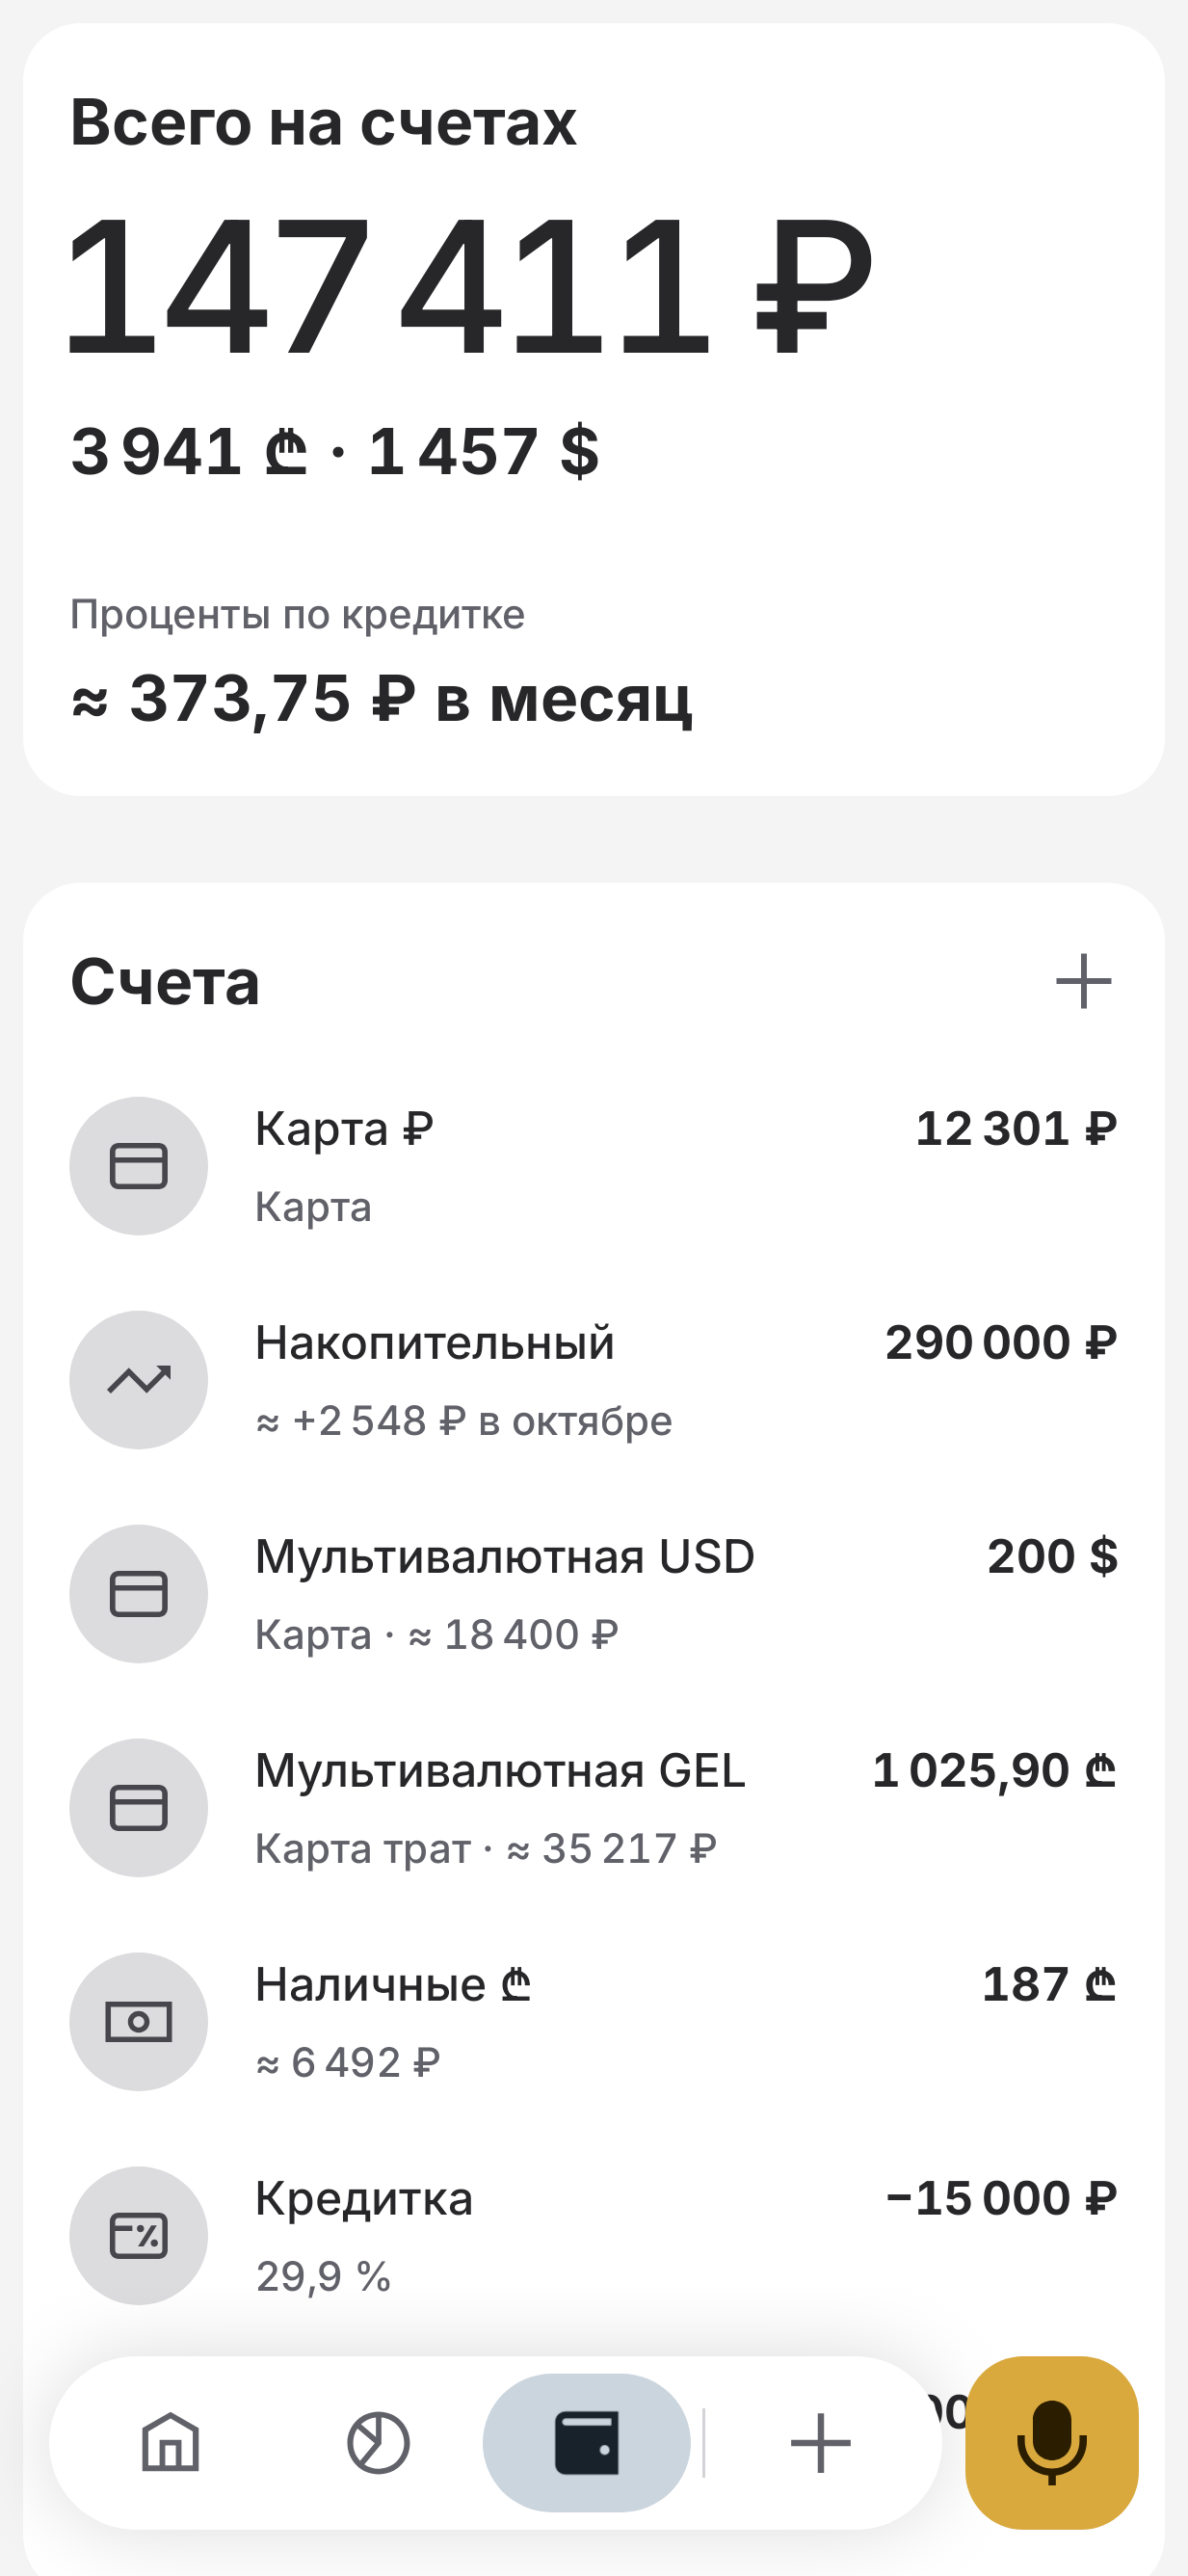 Всего на счетах
147 411 ₽
3 941 ₾ · 1 457 $
Проценты по кредитке
≈ 373,75 ₽ в месяц
Счета
Карта ₽
12 301 ₽
Карта
Накопительный
290 000 ₽
≈ +2 548 ₽ в октябре
Мультивалютная USD
200 $
Карта · ≈ 18 400 ₽
Мультивалютная GEL
1 025,90 ₾
Карта трат · ≈ 35 217 ₽
Наличные ₾
187 ₾
≈ 6 492 ₽
Кредитка
−15 000 ₽
29,9 %